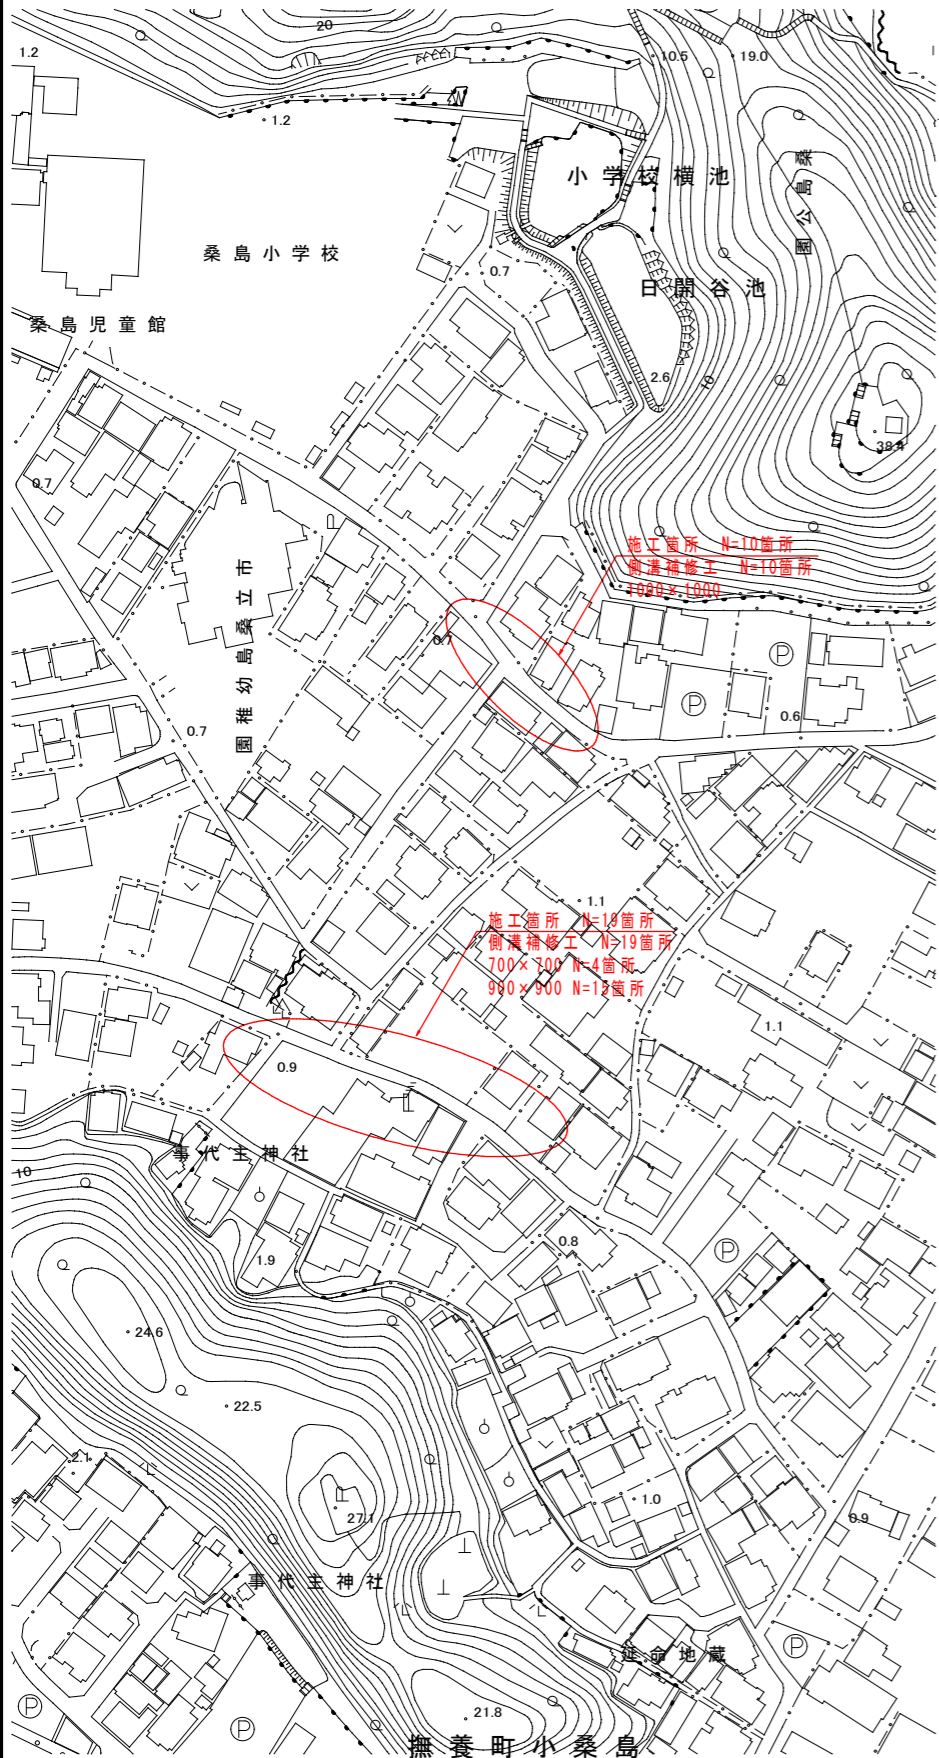 20
1.2
10.5
19.0
1.2
小学校横池
桑島公園
桑島小学校
0.7
日開谷池
桑島児童館
2.6
10
38.4
0.7
施工箇所 N=10箇所
側溝補修工 N=10箇所
1000×1000
市立桑島幼稚園
0.7
P
P
0.6
0.7
1.1
施工箇所 N=19箇所
側溝補修工 N=19箇所
700×700 N=4箇所
900×900 N=15箇所
1.1
0.9
事代主神社
10
0.8
P
1.9
24.6
22.5
2.1
1.0
27.1
0.9
事代主神社
延命地蔵
P
P
P
21.8
撫養町小桑島